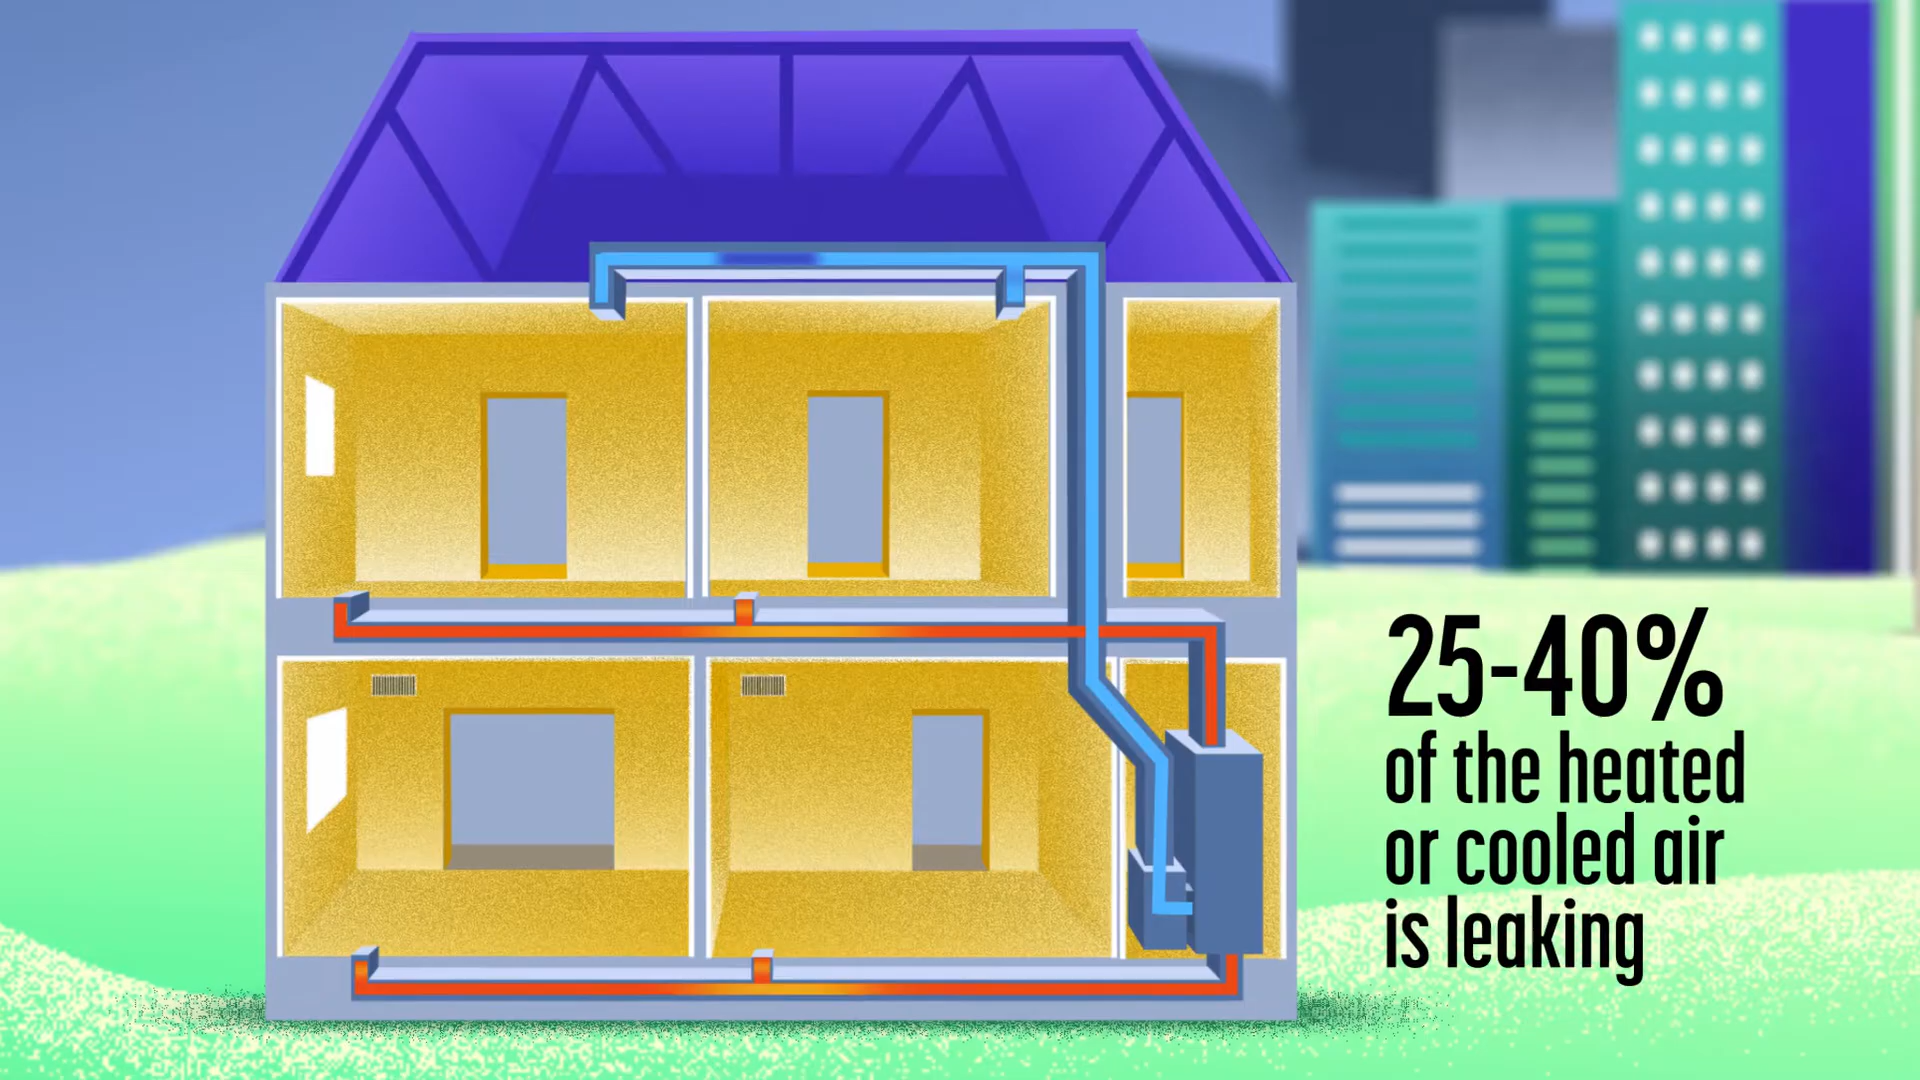 25-40%
of the heated
or cooled air
is leaking